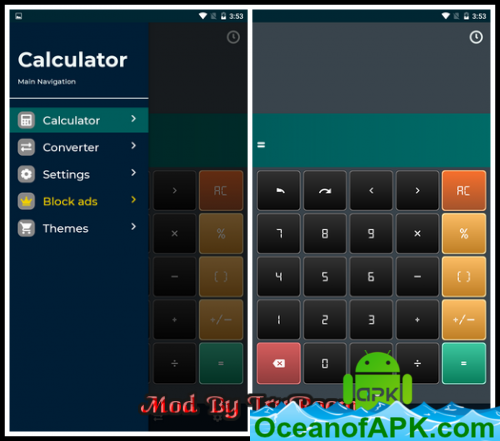 3:53
Calculator
Main Navigation
Calculator
Converter
Settings
Block ads
Themes
> AC
× %
− ( )
+ +/−
÷ =
3:53
=
< > AC
7 8 9 × %
4 5 6 − ( )
1 2 3 + +/−
0 . ÷ =
Mod By
APK
OceanofAPK.com